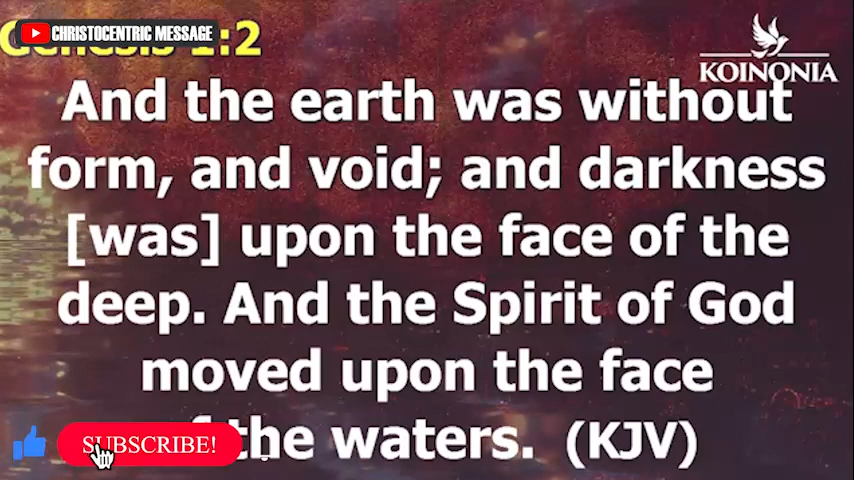 CHRISTOCENTRIC MESSAGE
Genesis 1:2
KOINONIA
And the earth was without
form, and void; and darkness
[was] upon the face of the
deep. And the Spirit of God
moved upon the face
the waters. (KJV)
SUBSCRIBE!